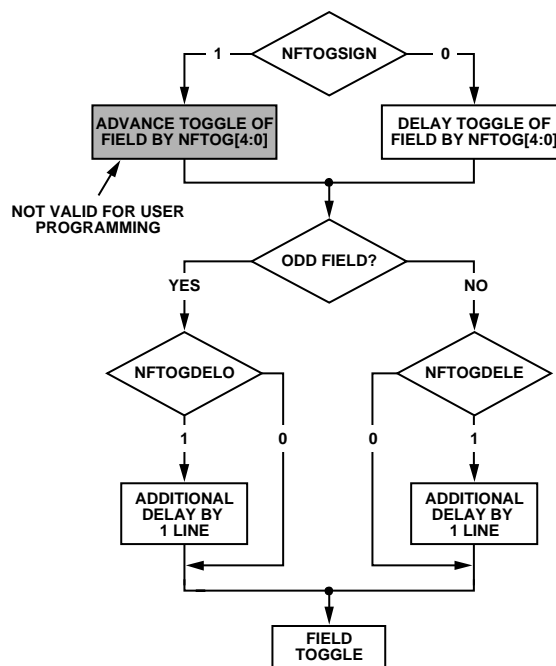 NFTOGSIGN
1
0
ADVANCE TOGGLE OF
FIELD BY NFTOG[4:0]
DELAY TOGGLE OF
FIELD BY NFTOG[4:0]
NOT VALID FOR USER
PROGRAMMING
ODD FIELD?
YES
NO
NFTOGDELO
NFTOGDELE
1
0
0
1
ADDITIONAL
DELAY BY
1 LINE
ADDITIONAL
DELAY BY
1 LINE
FIELD
TOGGLE